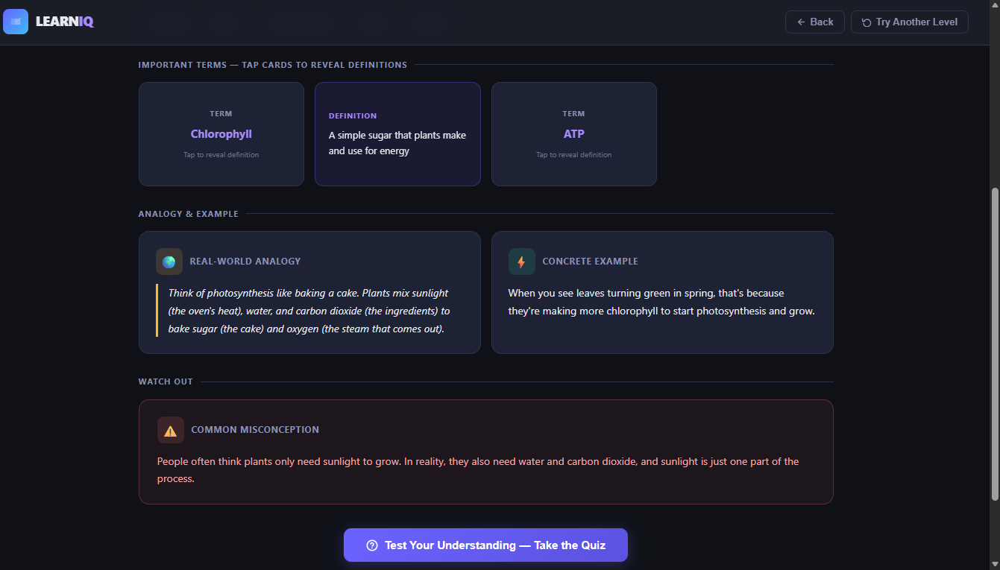 LEARNIQ
Back
Try Another Level
IMPORTANT TERMS — TAP CARDS TO REVEAL DEFINITIONS
TERM
Chlorophyll
Tap to reveal definition
DEFINITION
A simple sugar that plants make
and use for energy
TERM
ATP
Tap to reveal definition
ANALOGY & EXAMPLE
REAL-WORLD ANALOGY
Think of photosynthesis like baking a cake. Plants mix sunlight
(the oven's heat), water, and carbon dioxide (the ingredients) to
bake sugar (the cake) and oxygen (the steam that comes out).
CONCRETE EXAMPLE
When you see leaves turning green in spring, that's because
they're making more chlorophyll to start photosynthesis and grow.
WATCH OUT
COMMON MISCONCEPTION
People often think plants only need sunlight to grow. In reality, they also need water and carbon dioxide, and sunlight is just one part of the
process.
Test Your Understanding — Take the Quiz